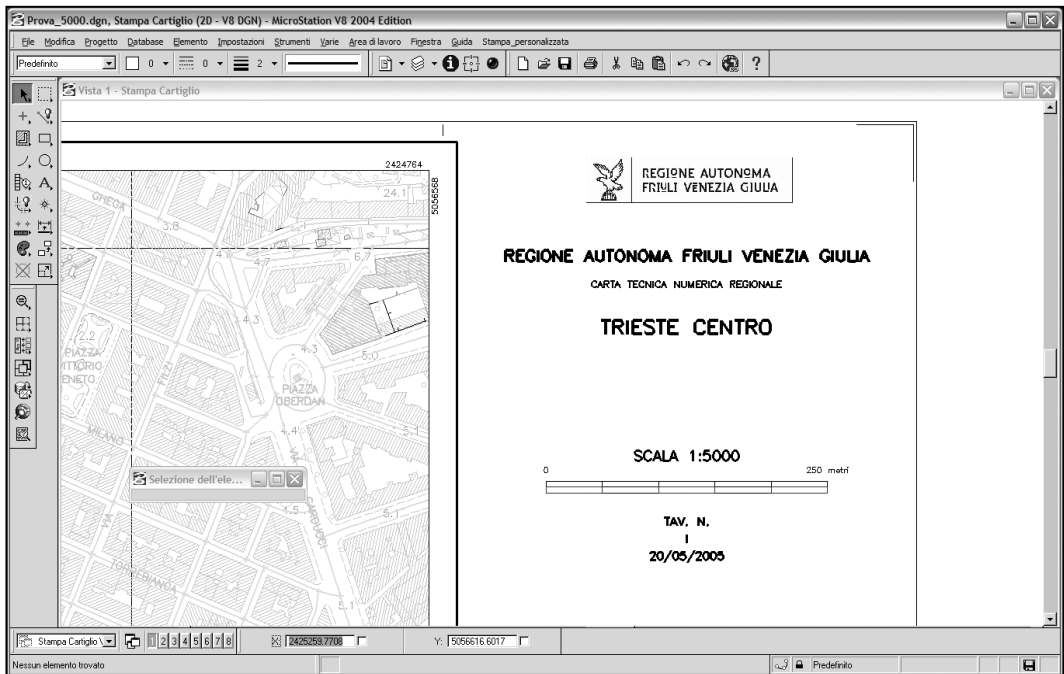 Prova_5000.dgn, Stampa Cartiglio (2D - V8 DGN) - MicroStation V8 2004 Edition
File Modifica Progetto Database Elemento Impostazioni Strumenti Varie Area di lavoro Finestra Guida Stampa_personalizzata
Predefinito 0 0 2
Vista 1 - Stampa Cartiglio
2424764
5056568
GHEGA
24.1
3.8
4.6
4.7
6.7
4.3
2.2
PIAZZA
VITTORIO
VENETO
FILZI
4.3
5.0
PIAZZA
OBERDAN
MILANO
4.4
5.1
VIA
CARDUCCI
4.5
5.1
VIA
TORREBIANCA
5.1
Selezione dell'ele...
REGIONE AUTONOMA
FRIULI VENEZIA GIULIA
REGIONE AUTONOMA FRIULI VENEZIA GIULIA
CARTA TECNICA NUMERICA REGIONALE
TRIESTE CENTRO
SCALA 1:5000
0 250 metri
TAV. N.
I
20/05/2005
Stampa Cartiglio V 1 2 3 4 5 6 7 8 X: 2425259.7708 Y: 5056616.6017
Nessun elemento trovato Predefinito